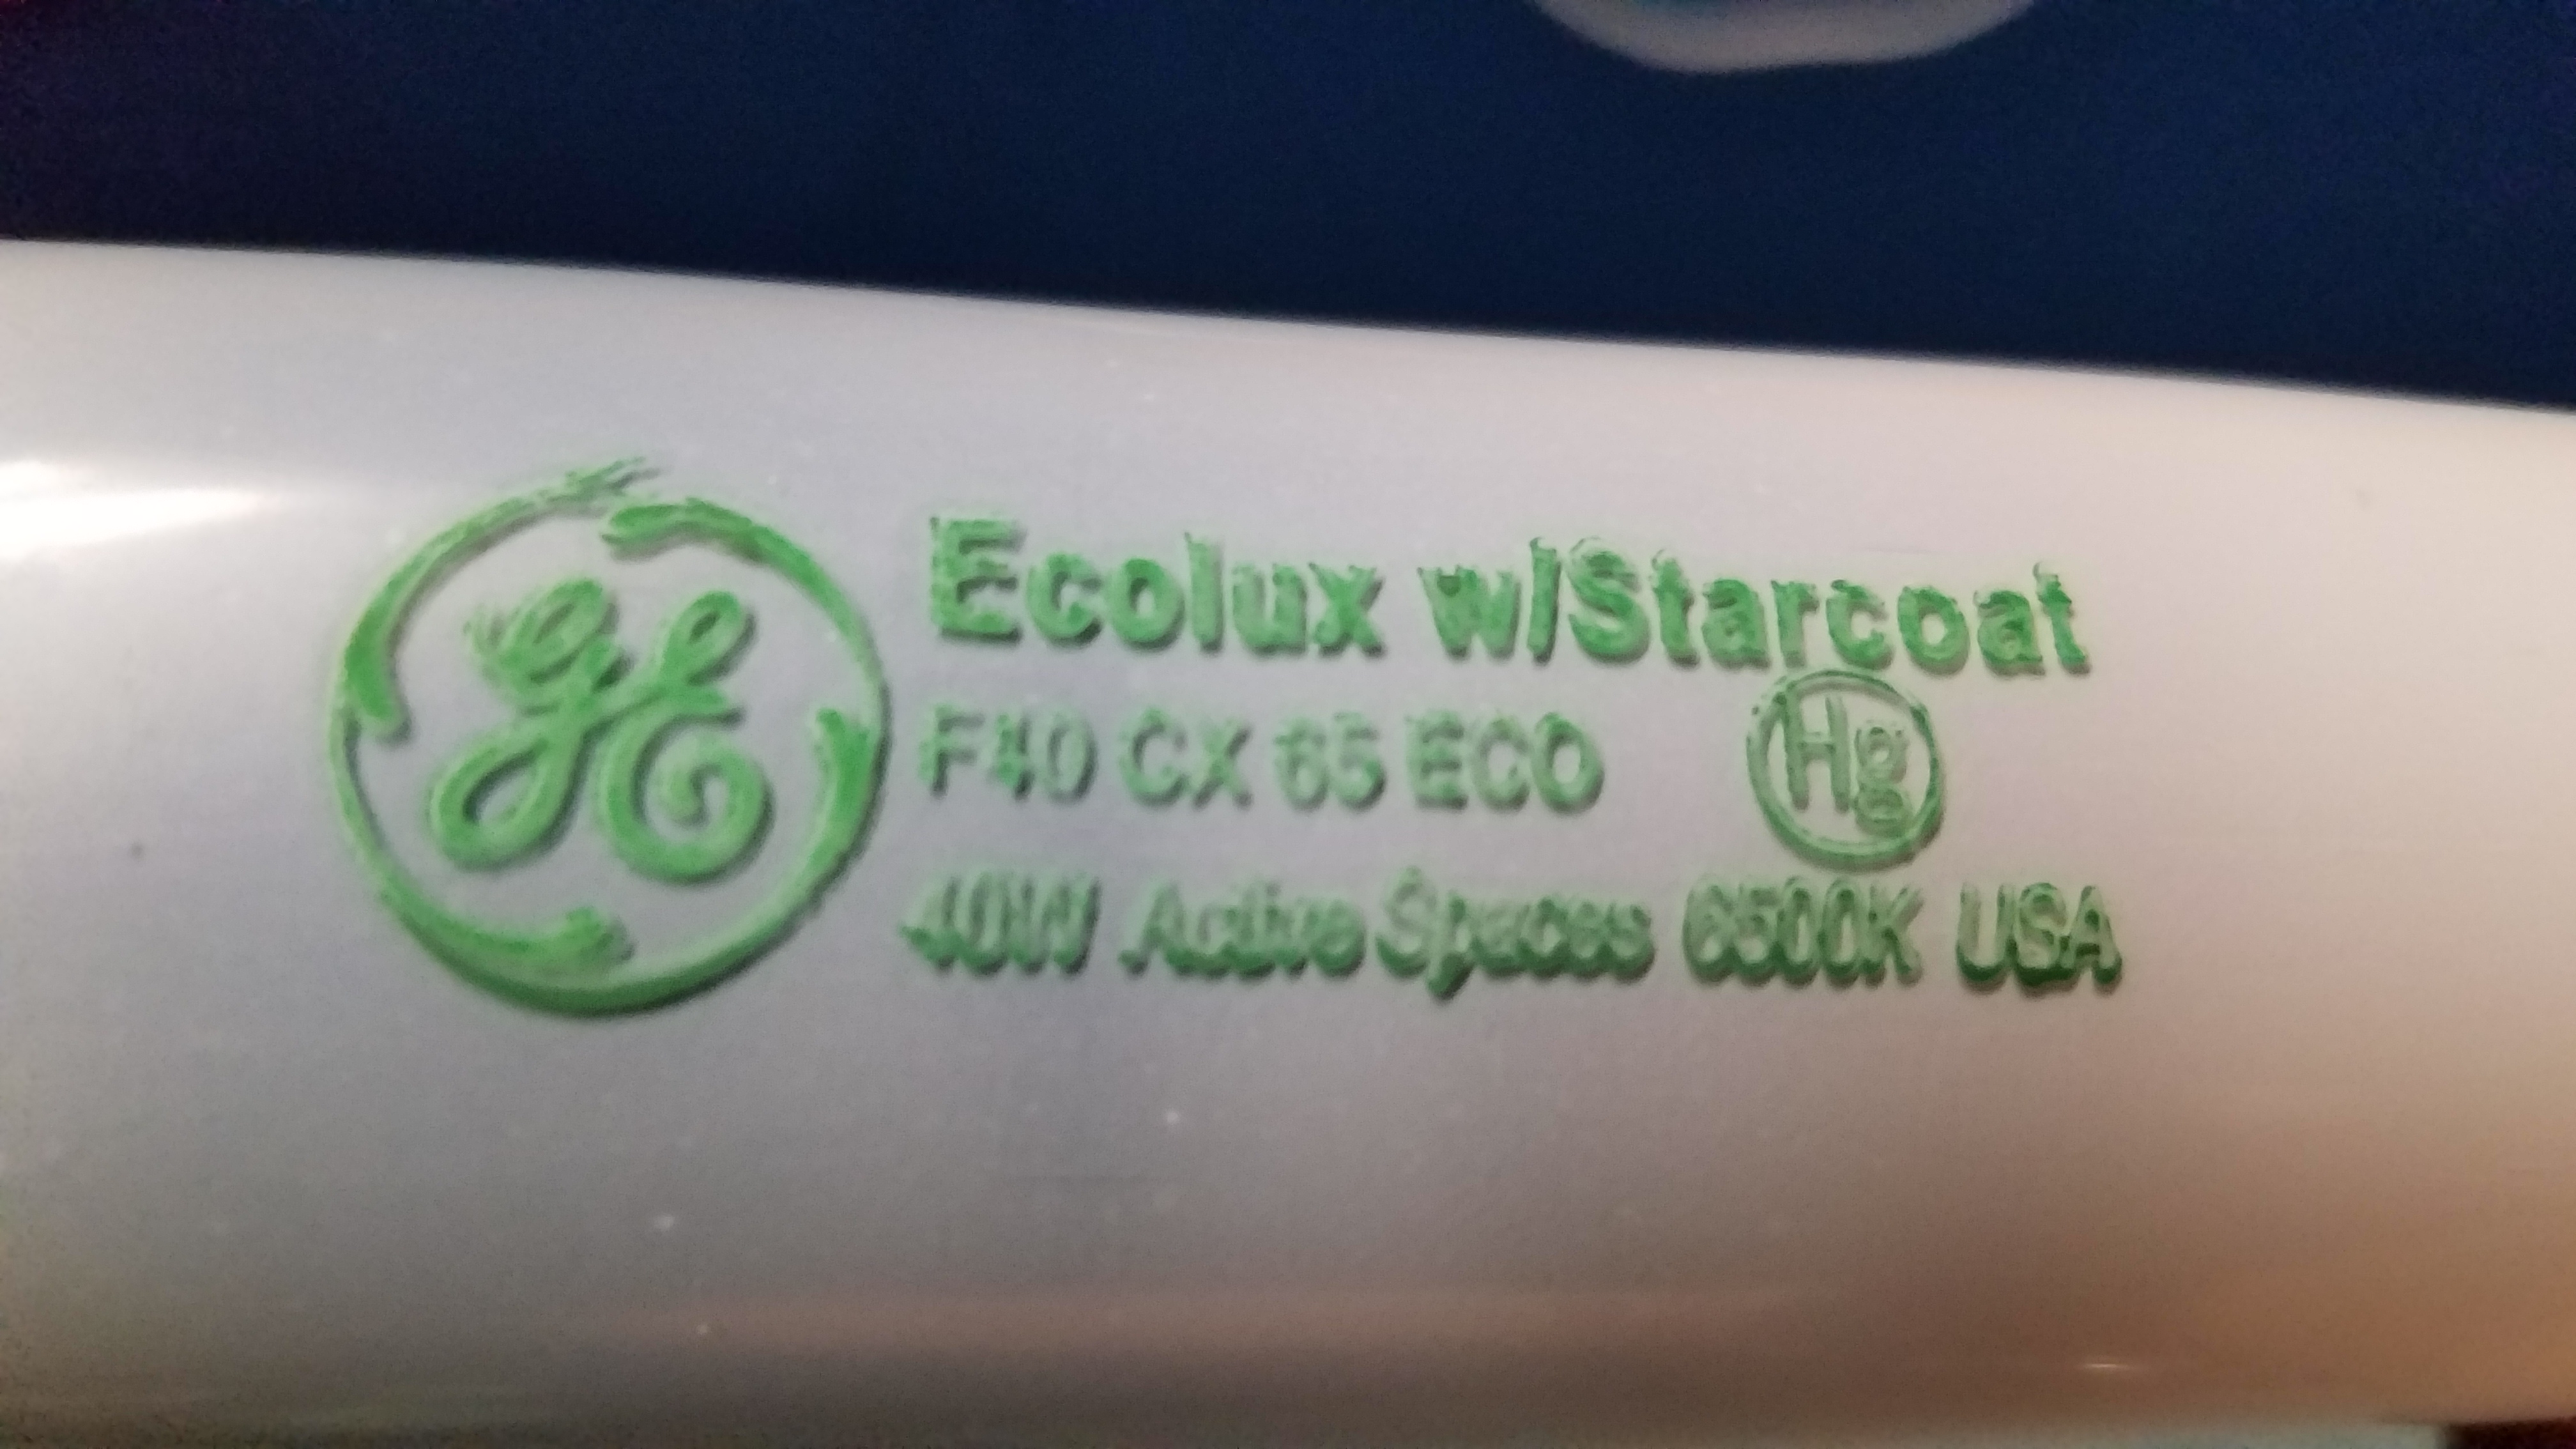 GE
Ecolux w/Starcoat
F40 CX 65 ECO Hg
40W Active Spaces 6500K USA